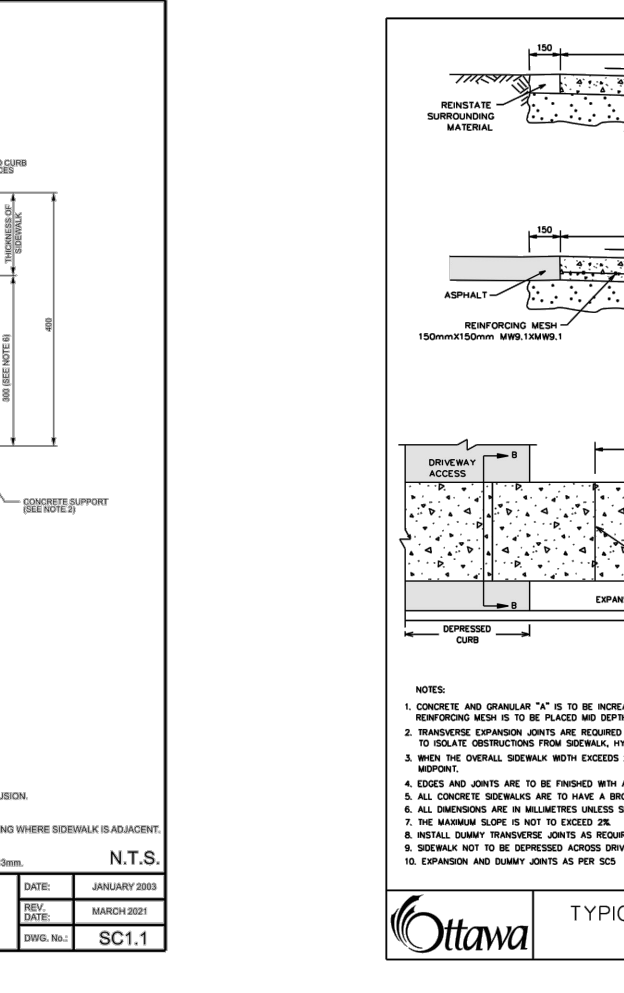 CURB
THICKNESS OF
SIDEWALK
400
300 (SEE NOTE 6)
CONCRETE SUPPORT
(SEE NOTE 2)
WHERE SIDEWALK IS ADJACENT.
3mm.
N.T.S.
DATE: JANUARY 2003
REV.
DATE: MARCH 2021
DWG. No.: SC1.1
150
REINSTATE
SURROUNDING
MATERIAL
150
ASPHALT
REINFORCING MESH
150mmX150mm MW9.1XMW9.1
DRIVEWAY
ACCESS
B
B
EXPAN
DEPRESSED
CURB
NOTES:
1. CONCRETE AND GRANULAR "A" IS TO BE INCREA
REINFORCING MESH IS TO BE PLACED MID DEPTH
2. TRANSVERSE EXPANSION JOINTS ARE REQUIRED
TO ISOLATE OBSTRUCTIONS FROM SIDEWALK, HY
3. WHEN THE OVERALL SIDEWALK WIDTH EXCEEDS
MIDPOINT.
4. EDGES AND JOINTS ARE TO BE FINISHED WITH A
5. ALL CONCRETE SIDEWALKS ARE TO HAVE A BRO
6. ALL DIMENSIONS ARE IN MILLIMETRES UNLESS S
7. THE MAXIMUM SLOPE IS NOT TO EXCEED 2%
8. INSTALL DUMMY TRANSVERSE JOINTS AS REQUIR
9. SIDEWALK NOT TO BE DEPRESSED ACROSS DRIV
10. EXPANSION AND DUMMY JOINTS AS PER SC5
Ottawa
TYPIC